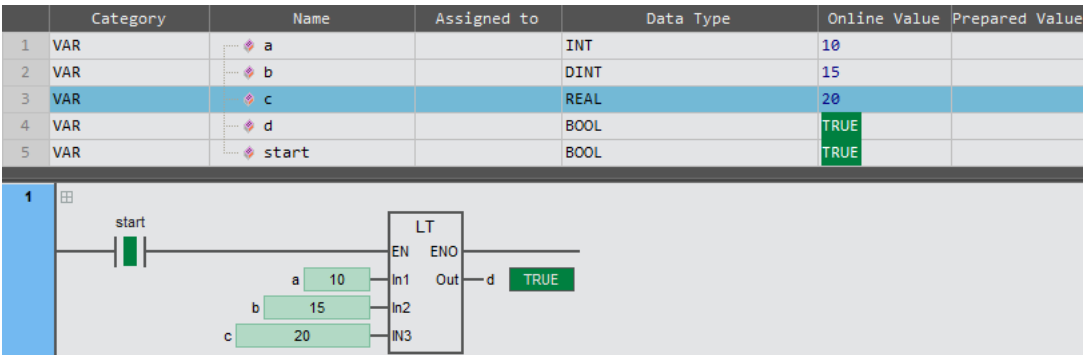 Category Name Assigned to Data Type Online Value Prepared Value
1 VAR a INT 10
2 VAR b DINT 15
3 VAR c REAL 20
4 VAR d BOOL TRUE
5 VAR start BOOL TRUE
1
start
LT
EN ENO
a 10 In1 Out d TRUE
b 15 In2
c 20 IN3